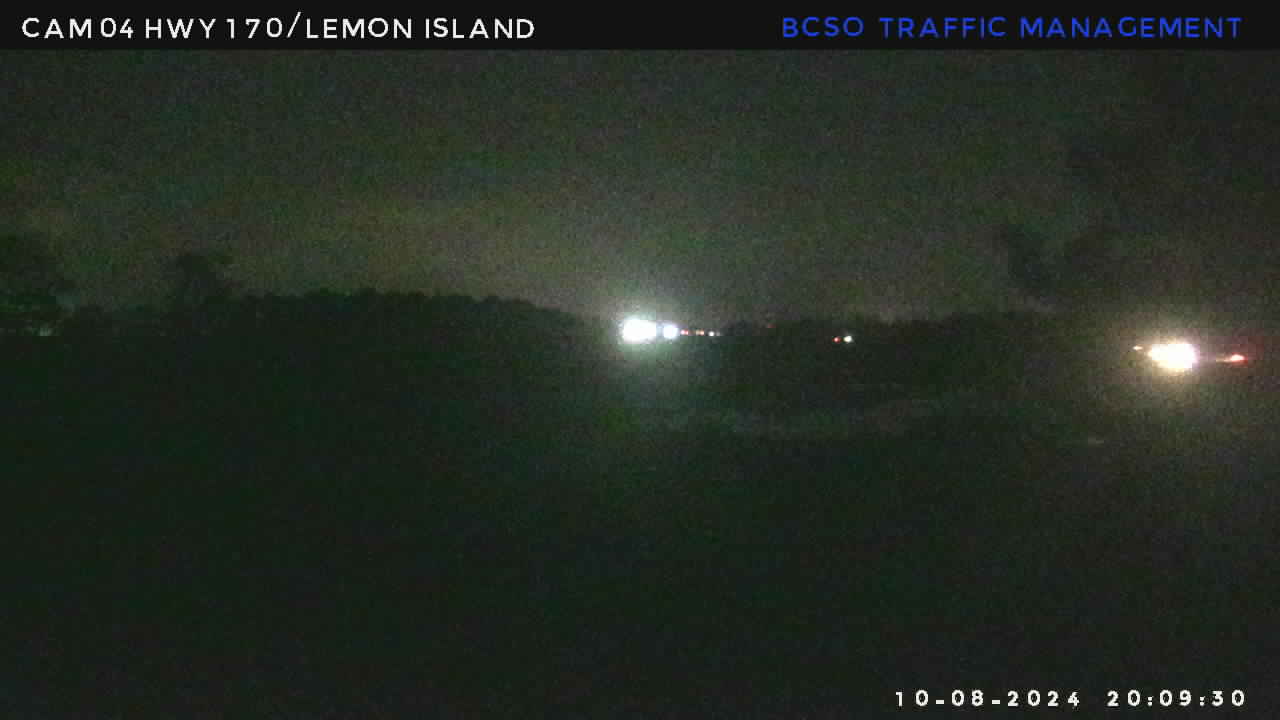 CAM04 HWY 170/LEMON ISLAND
BCSO TRAFFIC MANAGEMENT
10-08-2024 20:09:30